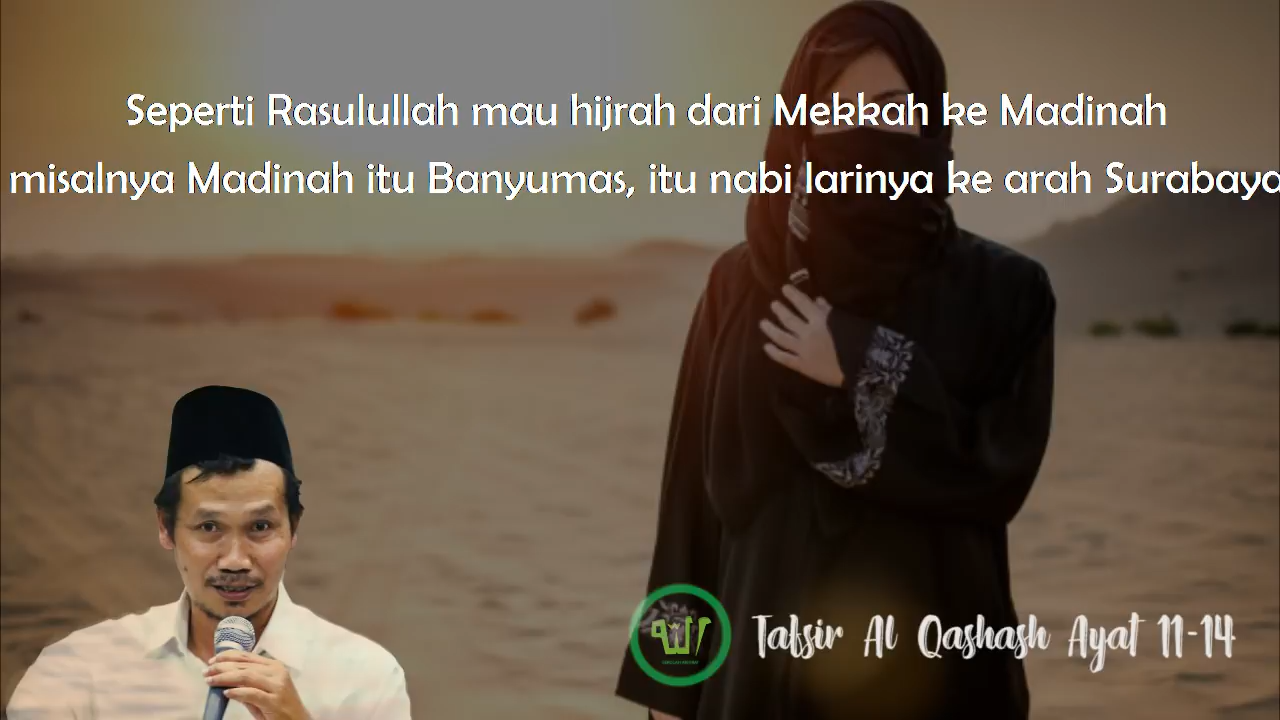 Seperti Rasulullah mau hijrah dari Mekkah ke Madinah
misalnya Madinah itu Banyumas, itu nabi larinya ke arah Surabaya
Tafsir Al Qashash Ayat 11-14